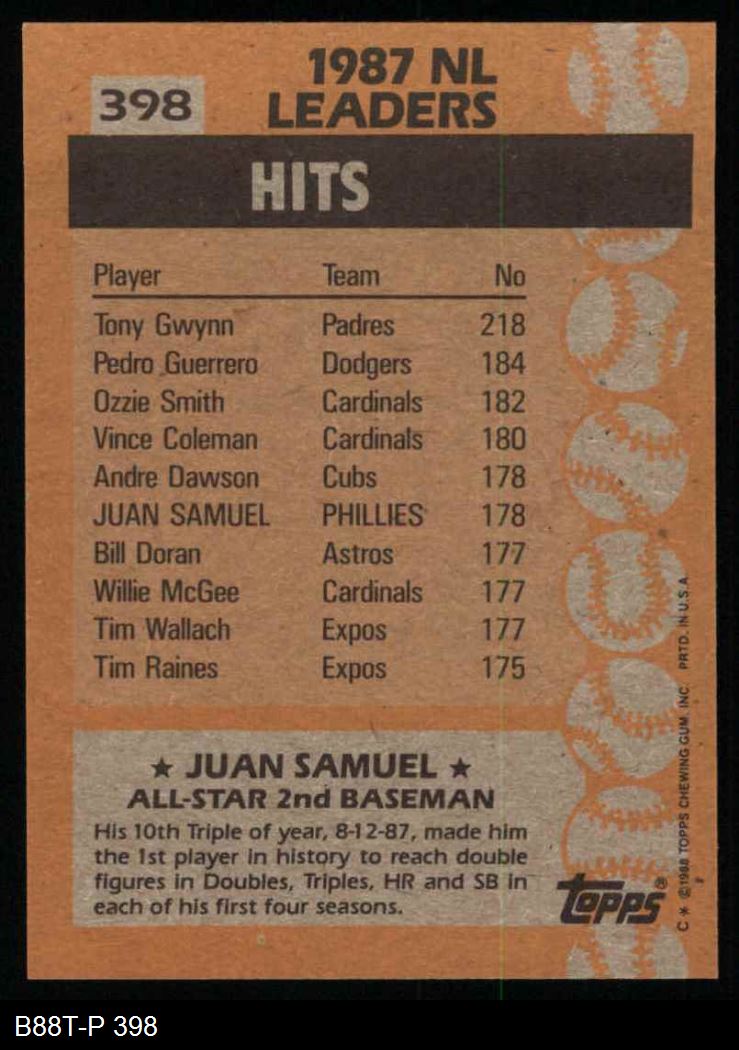 398
1987 NL
LEADERS
HITS
Player Team No
Tony Gwynn Padres 218
Pedro Guerrero Dodgers 184
Ozzie Smith Cardinals 182
Vince Coleman Cardinals 180
Andre Dawson Cubs 178
JUAN SAMUEL PHILLIES 178
Bill Doran Astros 177
Willie McGee Cardinals 177
Tim Wallach Expos 177
Tim Raines Expos 175
★ JUAN SAMUEL ★
ALL-STAR 2nd BASEMAN
His 10th Triple of year, 8-12-87, made him
the 1st player in history to reach double
figures in Doubles, Triples, HR and SB in
each of his first four seasons.
topps®
C* ©1988 TOPPS CHEWING GUM, INC. PRTD. IN U.S.A.
B88T-P 398